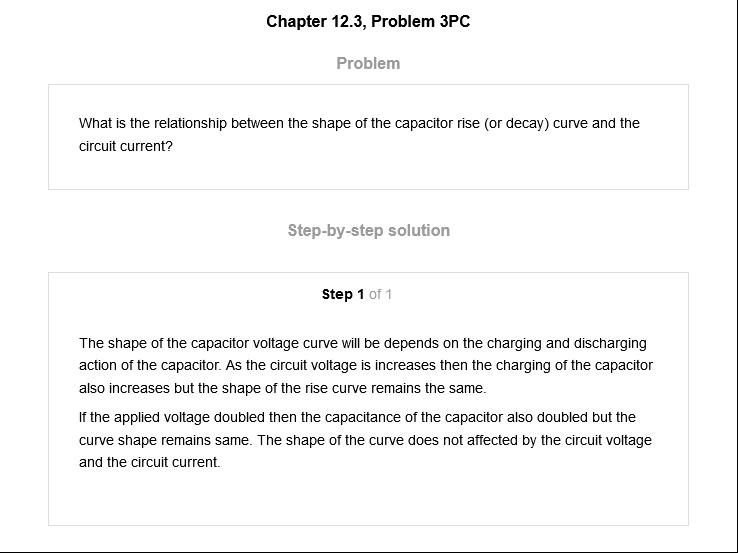 Chapter 12.3, Problem 3PC
Problem
What is the relationship between the shape of the capacitor rise (or decay) curve and the
circuit current?
Step-by-step solution
Step 1 of 1
The shape of the capacitor voltage curve will be depends on the charging and discharging
action of the capacitor. As the circuit voltage is increases then the charging of the capacitor
also increases but the shape of the rise curve remains the same.
If the applied voltage doubled then the capacitance of the capacitor also doubled but the
curve shape remains same. The shape of the curve does not affected by the circuit voltage
and the circuit current.